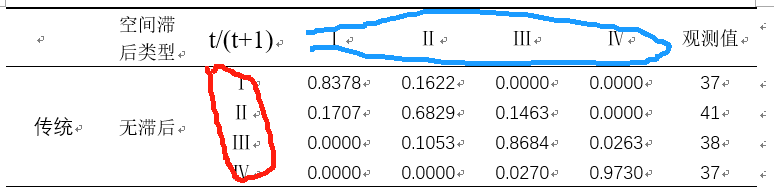 空间滞后类型 t/(t+1) I II III IV 观测值
传统 无滞后 I 0.8378 0.1622 0.0000 0.0000 37
II 0.1707 0.6829 0.1463 0.0000 41
III 0.0000 0.1053 0.8684 0.0263 38
IV 0.0000 0.0000 0.0270 0.9730 37